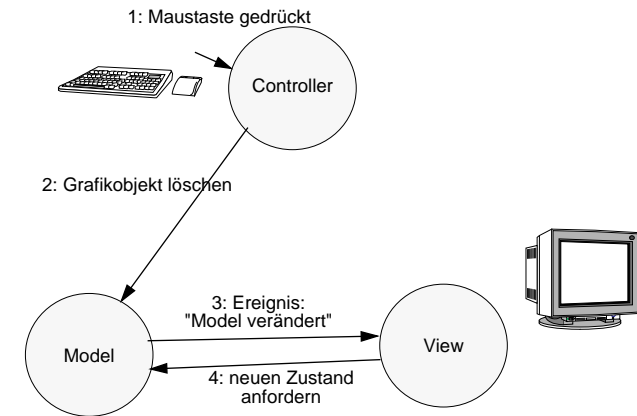 1: Maustaste gedrückt
Controller
2: Grafikobjekt löschen
3: Ereignis:
"Model verändert"
Model
View
4: neuen Zustand
anfordern